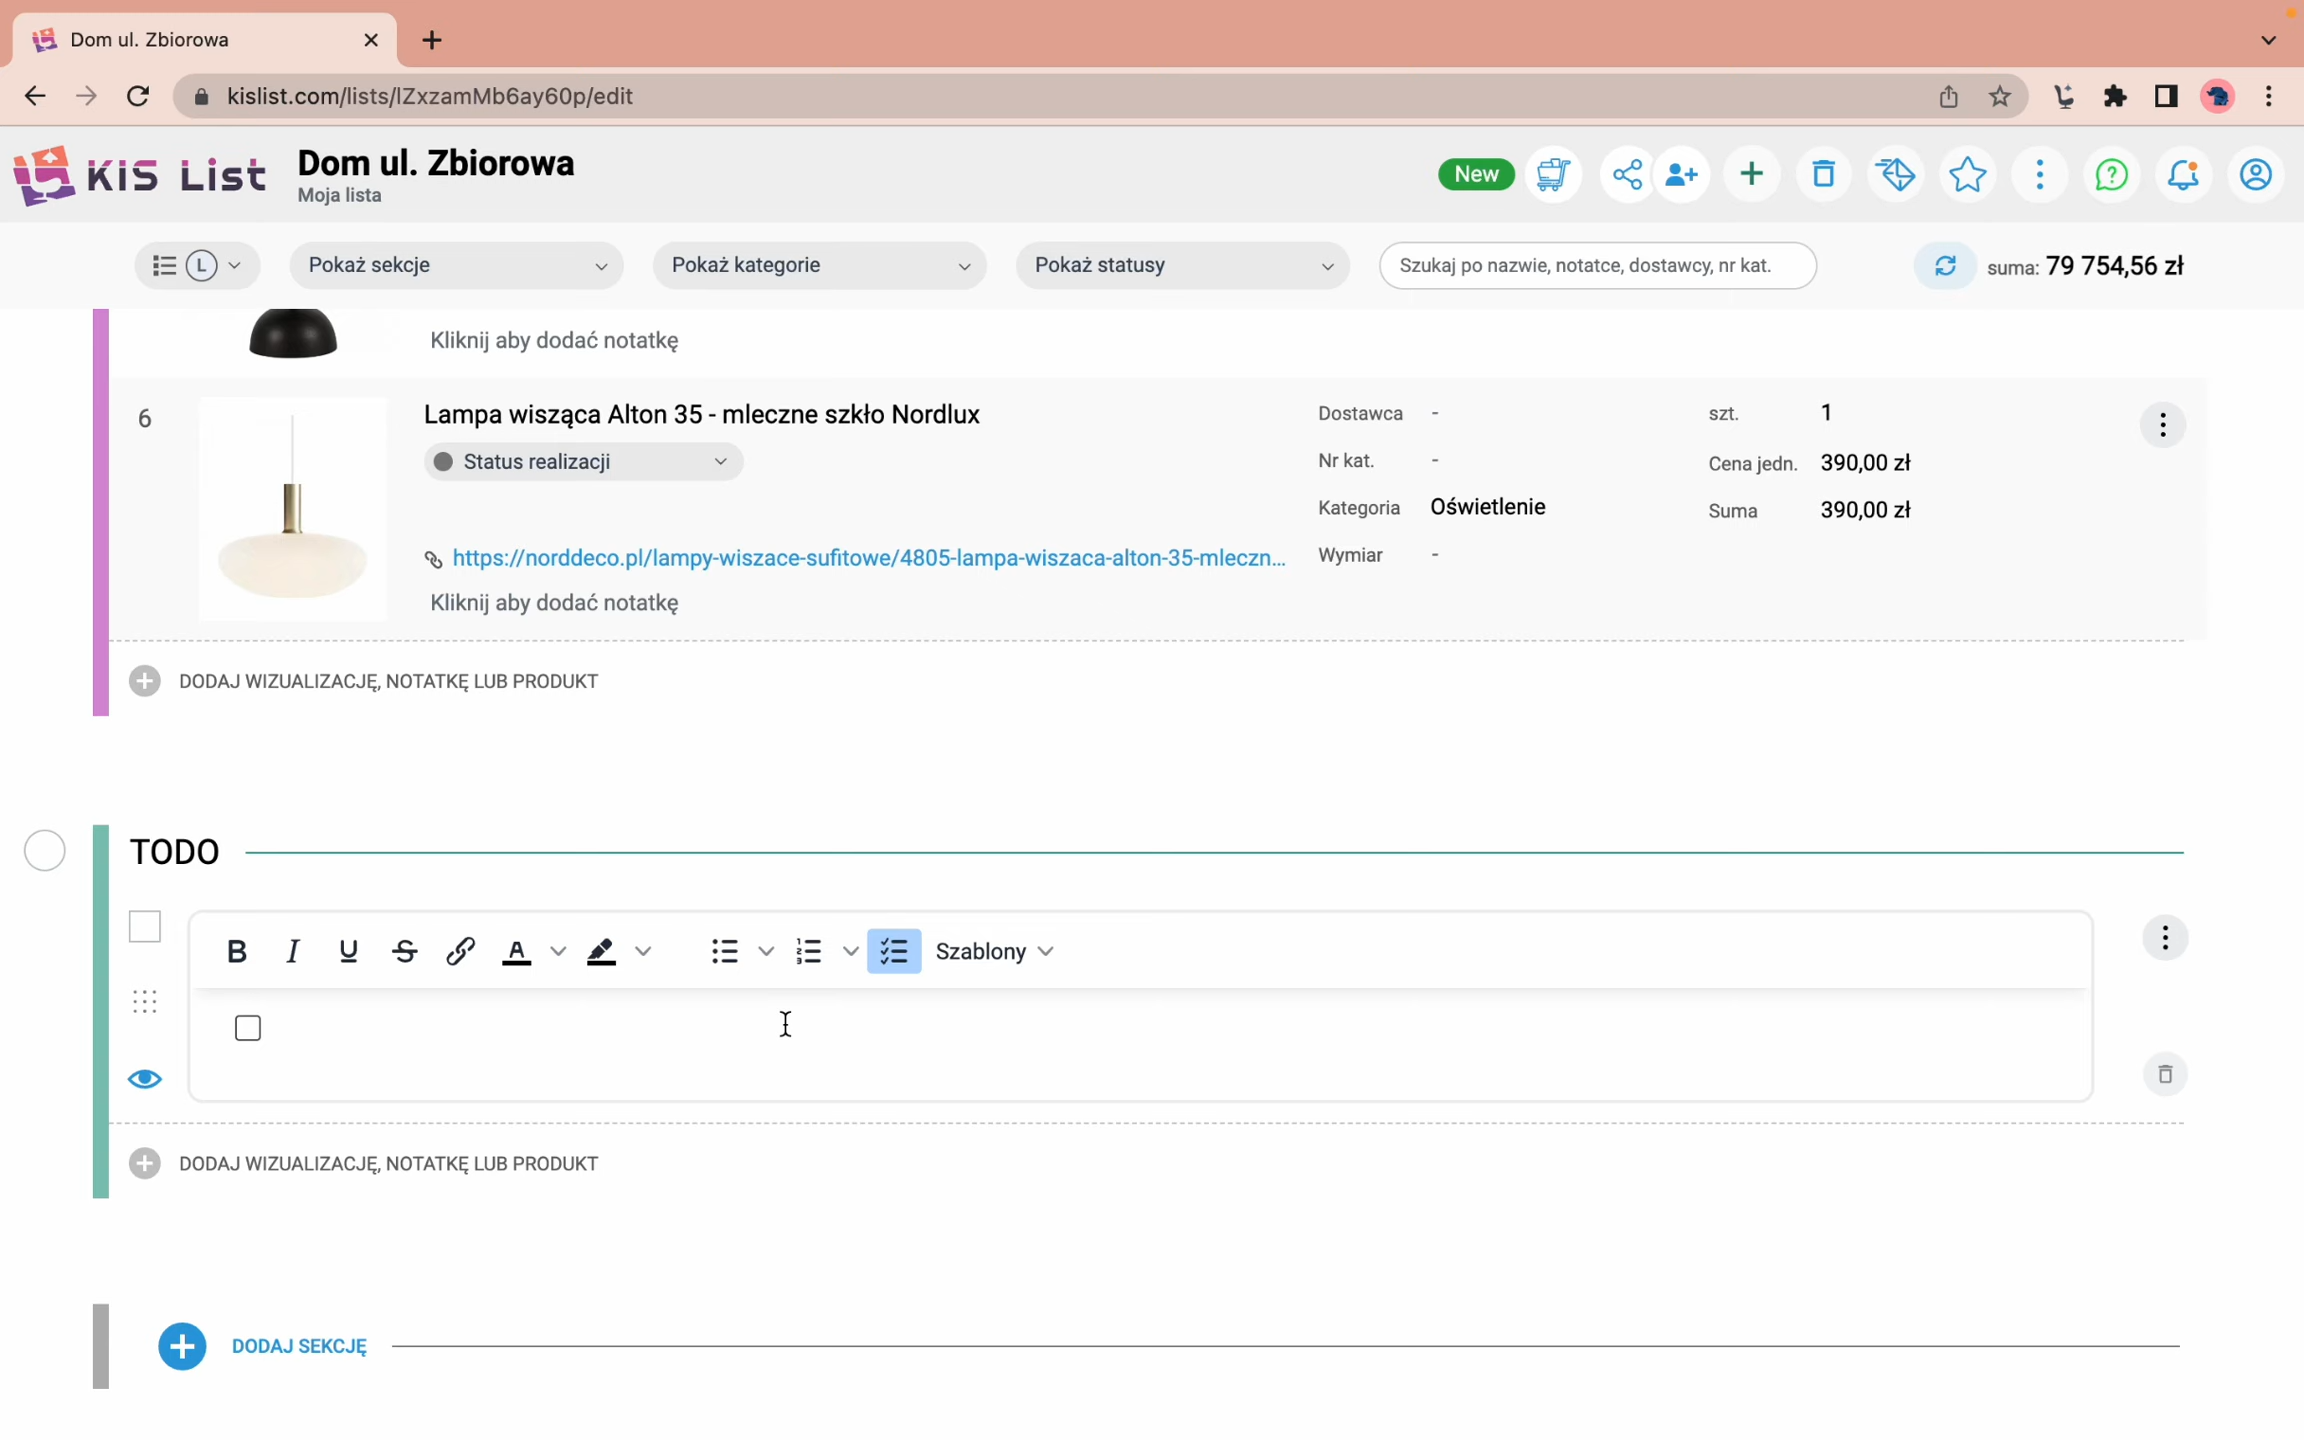 Dom ul. Zbiorowa
kislist.com/lists/lZxzamMb6ay60p/edit
KiS List
Dom ul. Zbiorowa
Moja lista
New
L
Pokaż sekcje
Pokaż kategorie
Pokaż statusy
Szukaj po nazwie, notatce, dostawcy, nr kat.
suma: 79 754,56 zł
Kliknij aby dodać notatkę
6
Lampa wisząca Alton 35 - mleczne szkło Nordlux
Dostawca -
szt. 1
Status realizacji
Nr kat. -
Cena jedn. 390,00 zł
Kategoria Oświetlenie
Suma 390,00 zł
https://norddeco.pl/lampy-wiszace-sufitowe/4805-lampa-wiszaca-alton-35-mleczn...
Wymiar -
Kliknij aby dodać notatkę
DODAJ WIZUALIZACJĘ, NOTATKĘ LUB PRODUKT
TODO
B I U S A Szablony
DODAJ WIZUALIZACJĘ, NOTATKĘ LUB PRODUKT
DODAJ SEKCJĘ